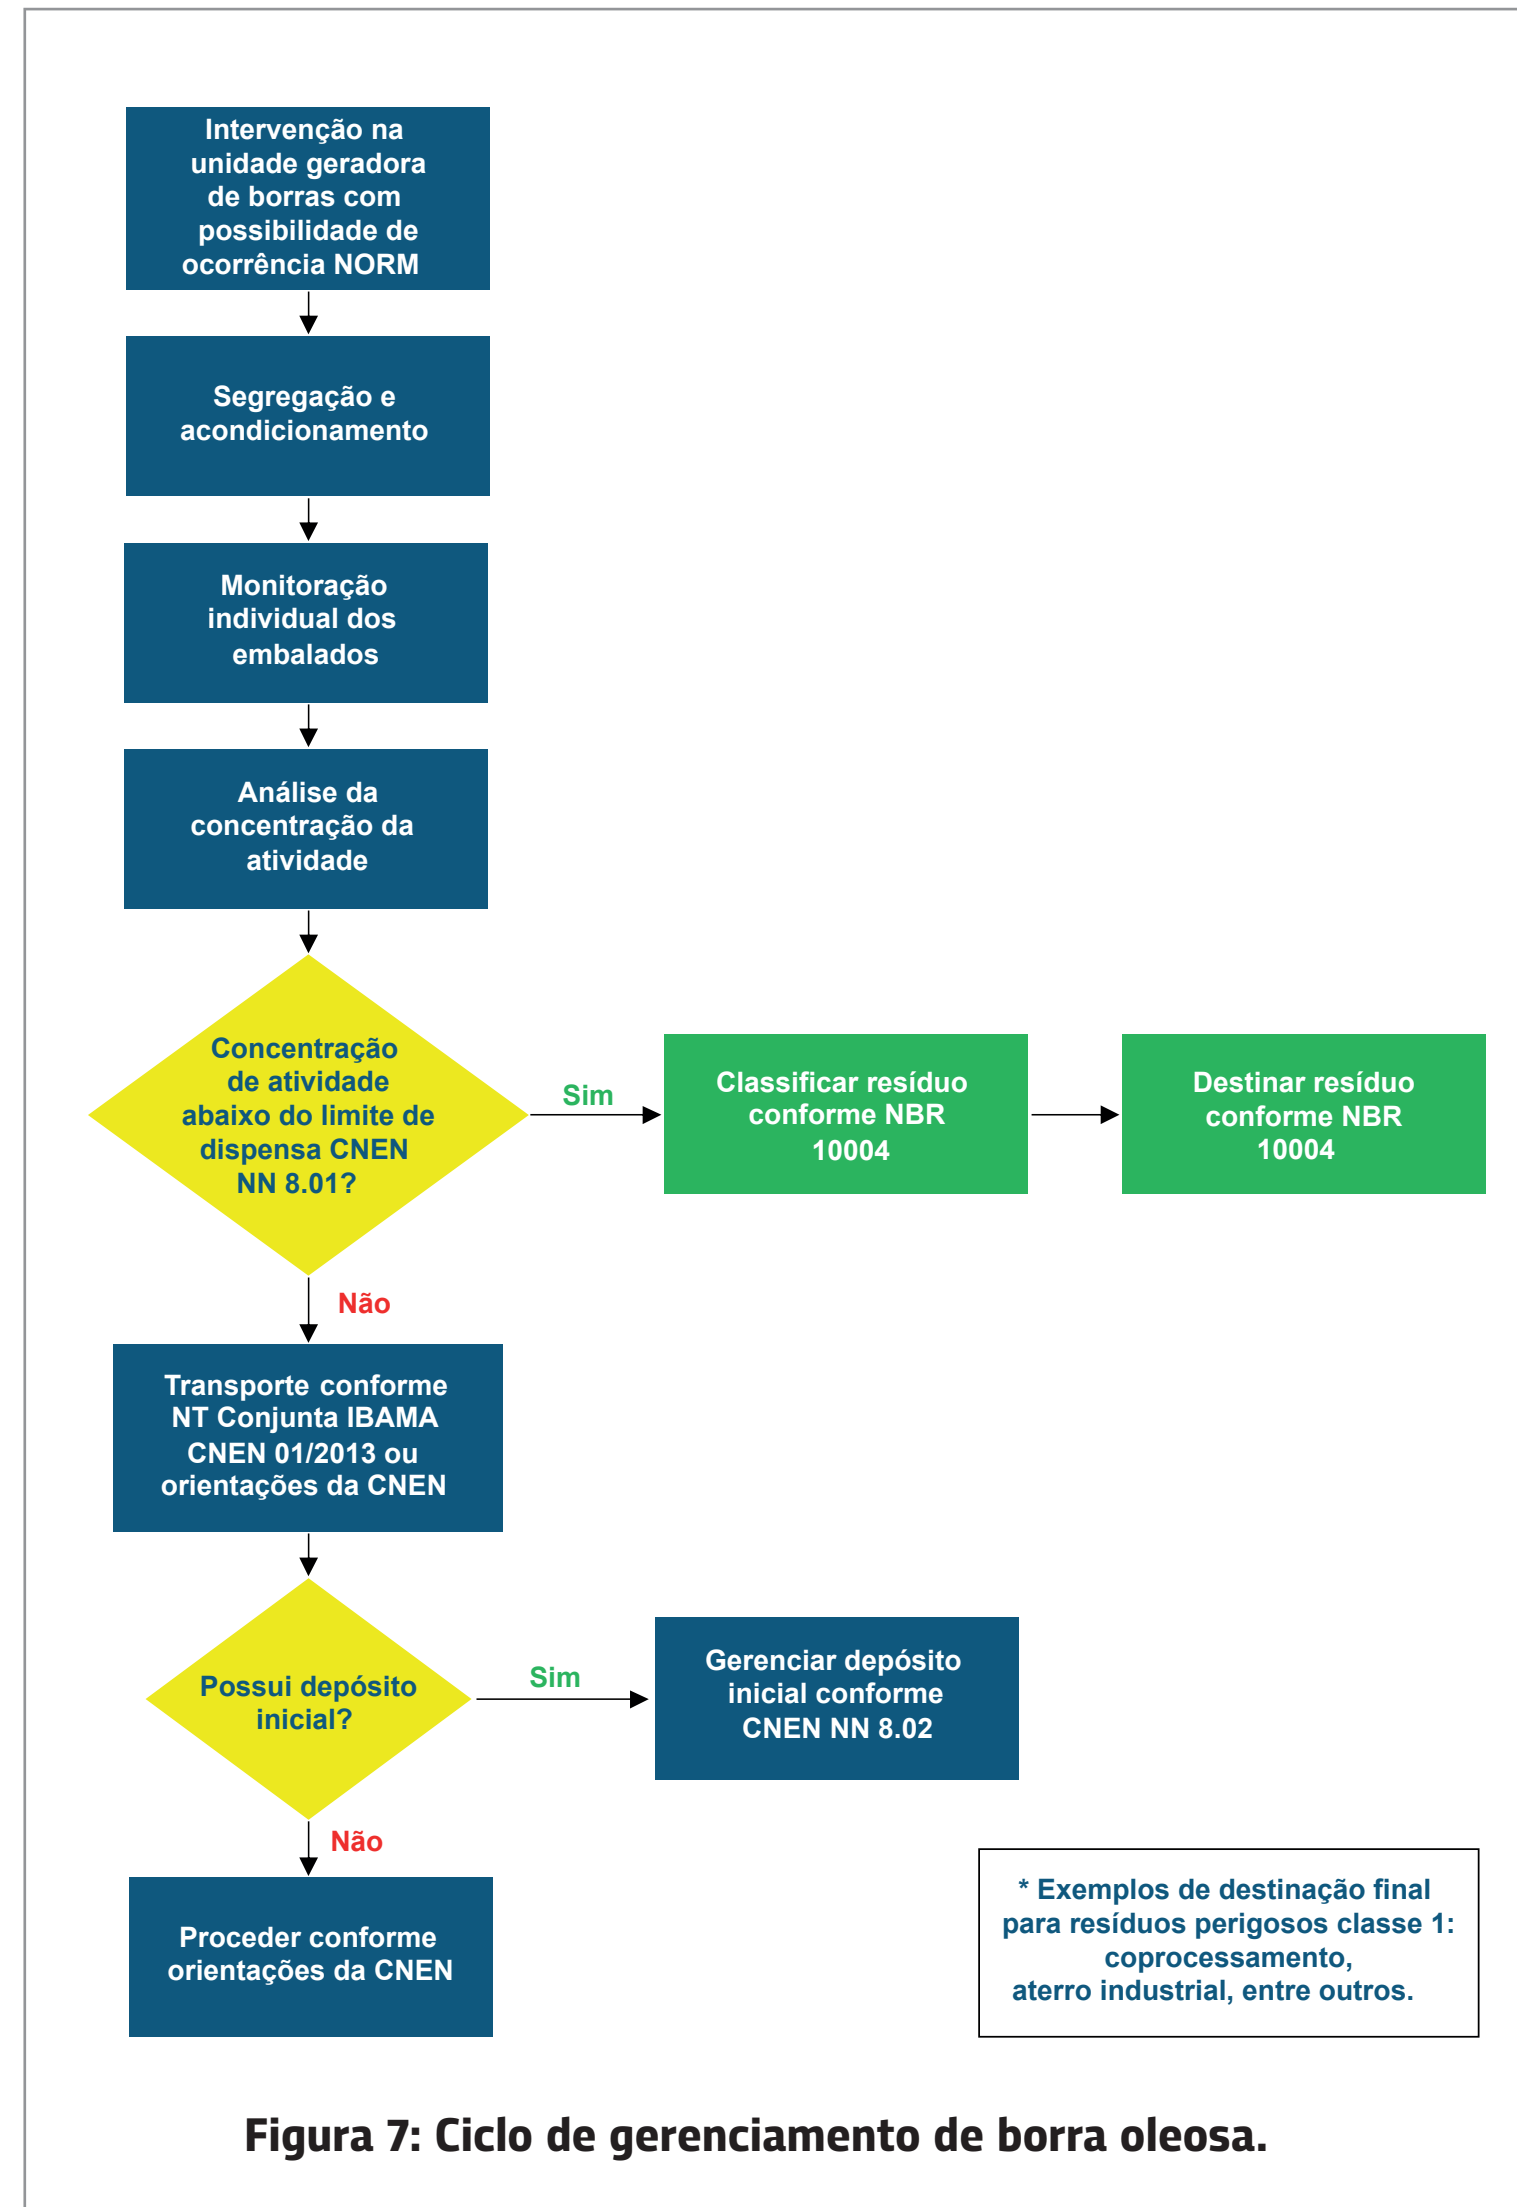 Intervenção na
unidade geradora
de borras com
possibilidade de
ocorrência NORM
Segregação e
acondicionamento
Monitoração
individual dos
embalados
Análise da
concentração da
atividade
Concentração
de atividade
abaixo do limite de
dispensa CNEN
NN 8.01?
Sim
Classificar resíduo
conforme NBR
10004
Destinar resíduo
conforme NBR
10004
Não
Transporte conforme
NT Conjunta IBAMA
CNEN 01/2013 ou
orientações da CNEN
Possui depósito
inicial?
Sim
Gerenciar depósito
inicial conforme
CNEN NN 8.02
Não
Proceder conforme
orientações da CNEN
* Exemplos de destinação final
para resíduos perigosos classe 1:
coprocessamento,
aterro industrial, entre outros.
Figura 7: Ciclo de gerenciamento de borra oleosa.